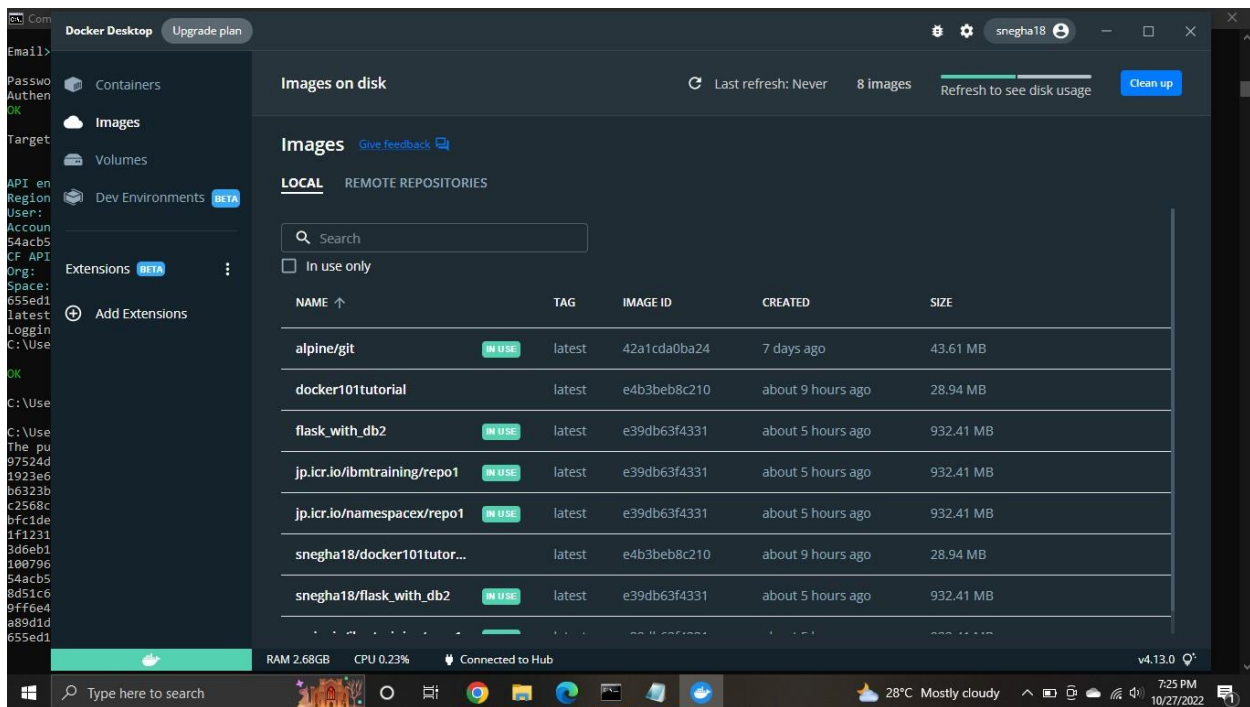 Com
Docker Desktop Upgrade plan snegha18
Email>
Passwo
Authen
OK
Target
API en
Region
User:
Accoun
54acb5
CF API
Org:
Space:
655ed1
latest
Loggin
C:\Use
OK
C:\Use
C:\Use
The pu
97524d
1923e6
b6323b
c2568c
bfc1de
1f1231
3d6eb1
100796
54acb5
8d51c6
9ff6e4
a89d1d
655ed1
Containers
Images
Volumes
Dev Environments BETA
Extensions BETA
Add Extensions
Images on disk Last refresh: Never 8 images Refresh to see disk usage Clean up
Images Give feedback
LOCAL REMOTE REPOSITORIES
Search
In use only
NAME TAG IMAGE ID CREATED SIZE
alpine/git IN USE latest 42a1cda0ba24 7 days ago 43.61 MB
docker101tutorial latest e4b3beb8c210 about 9 hours ago 28.94 MB
flask_with_db2 IN USE latest e39db63f4331 about 5 hours ago 932.41 MB
jp.icr.io/ibmtraining/repo1 IN USE latest e39db63f4331 about 5 hours ago 932.41 MB
jp.icr.io/namespacex/repo1 IN USE latest e39db63f4331 about 5 hours ago 932.41 MB
snegha18/docker101tutor... latest e4b3beb8c210 about 9 hours ago 28.94 MB
snegha18/flask_with_db2 IN USE latest e39db63f4331 about 5 hours ago 932.41 MB
RAM 2.68GB CPU 0.23% Connected to Hub v4.13.0
Type here to search 28°C Mostly cloudy 7:25 PM
10/27/2022